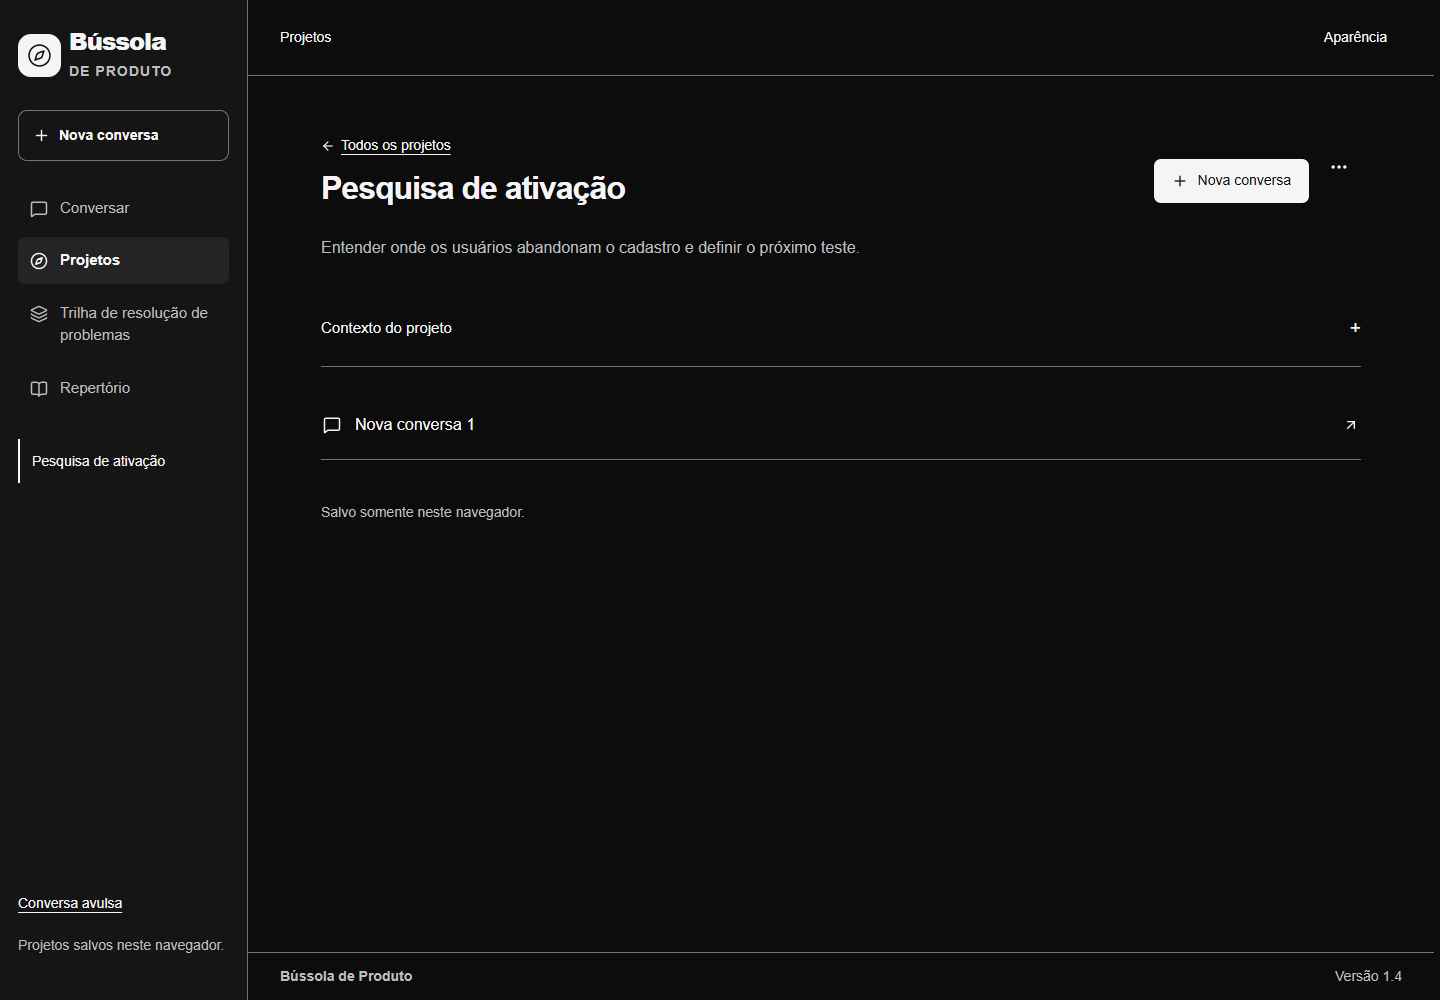 Bússola
DE PRODUTO
Nova conversa
Conversar
Projetos
Trilha de resolução de
problemas
Repertório
Pesquisa de ativação
Conversa avulsa
Projetos salvos neste navegador.
Projetos
Aparência
Todos os projetos
Pesquisa de ativação
Nova conversa
Entender onde os usuários abandonam o cadastro e definir o próximo teste.
Contexto do projeto
Nova conversa 1
Salvo somente neste navegador.
Bússola de Produto
Versão 1.4